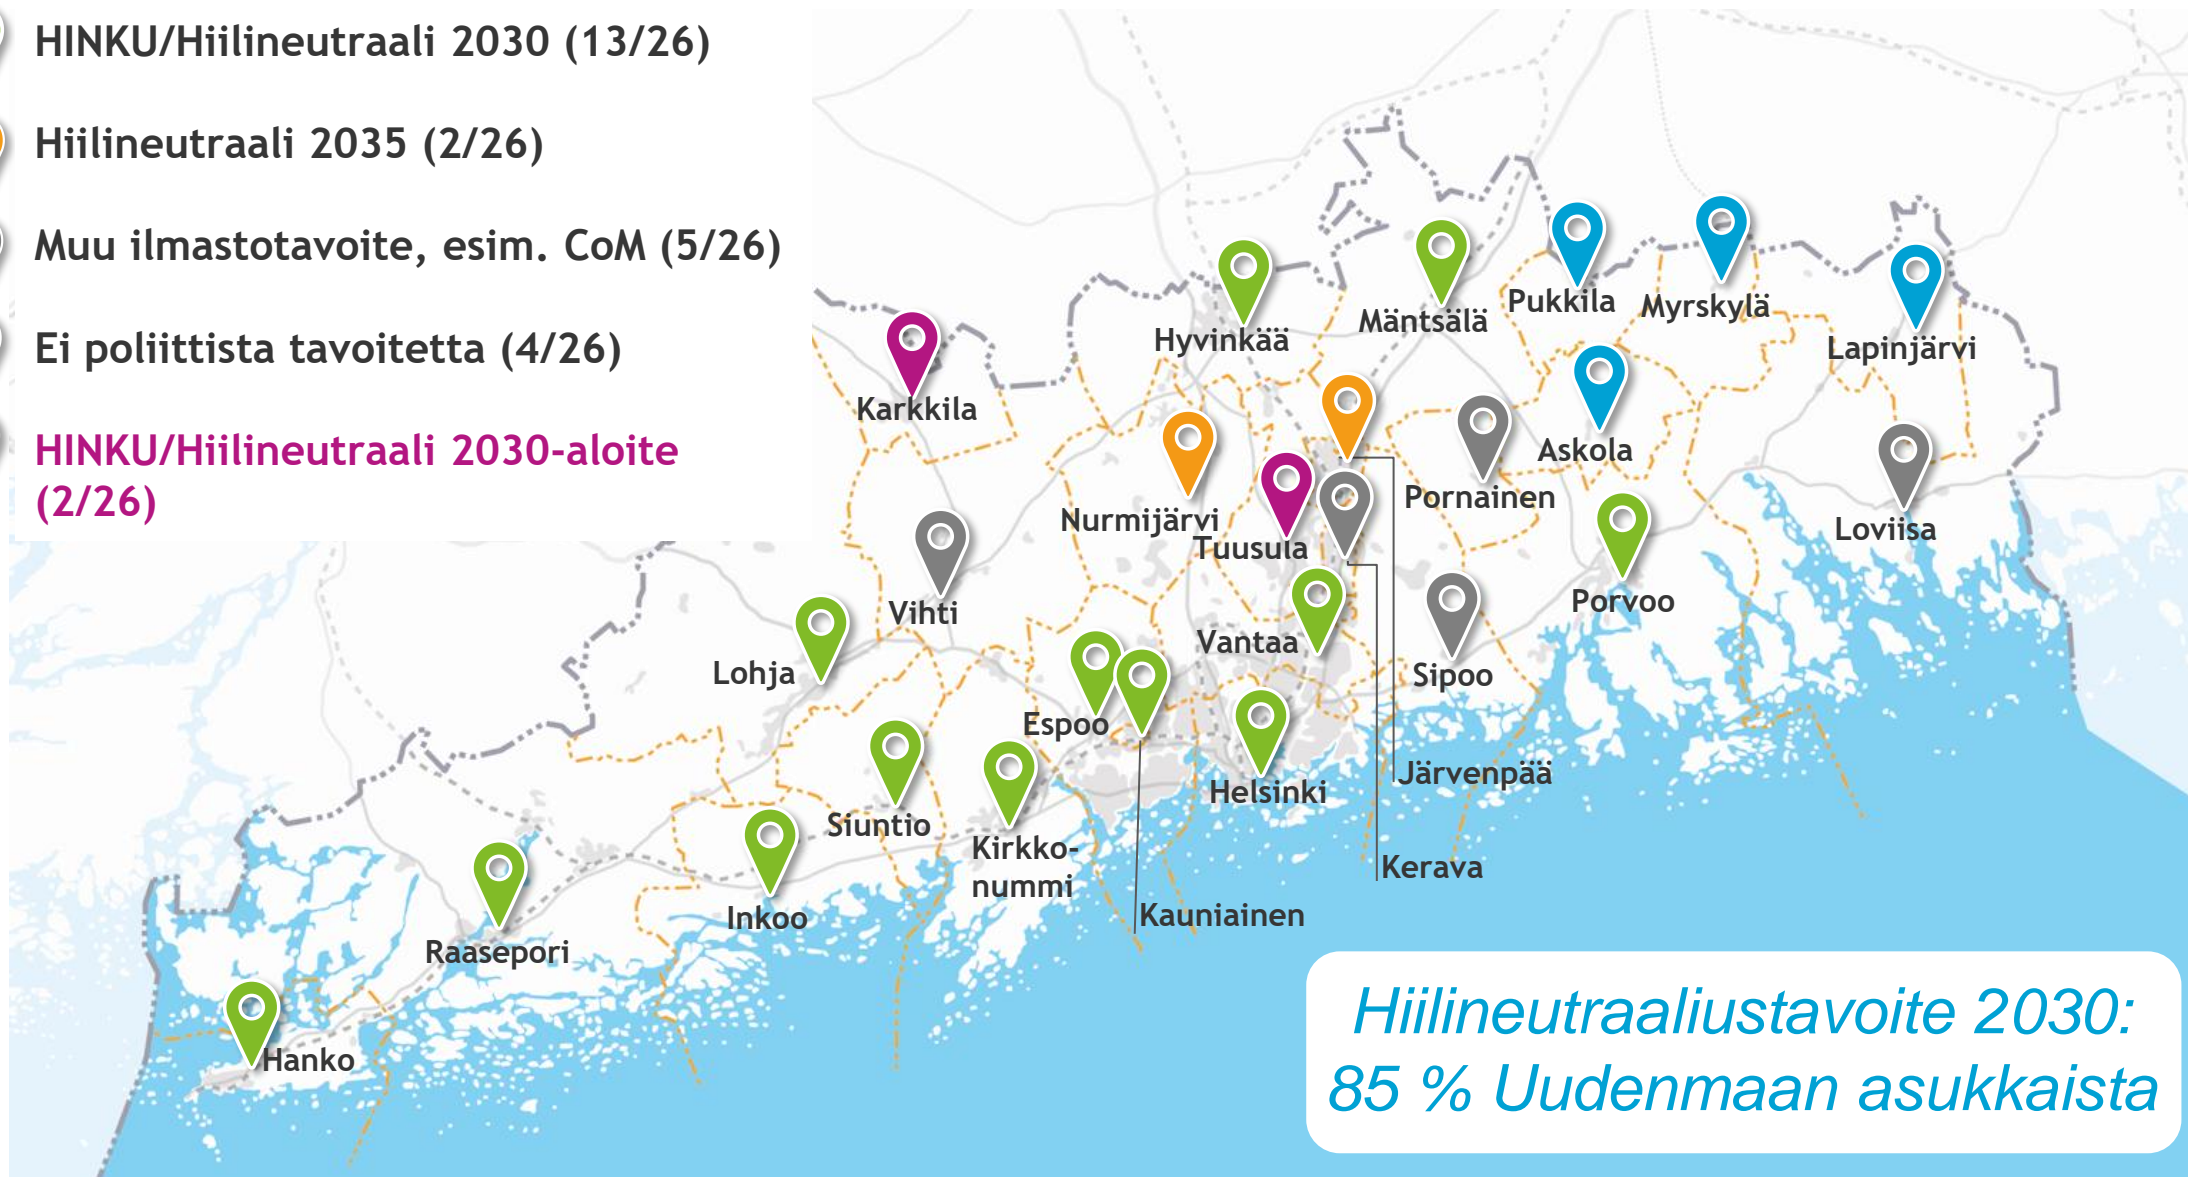 HINKU/Hiilineutraali 2030 (13/26)
Hiilineutraali 2035 (2/26)
Muu ilmastotavoite, esim. CoM (5/26)
Ei poliittista tavoitetta (4/26)
HINKU/Hiilineutraali 2030-aloite
(2/26)
Pukkila
Myrskylä
Mäntsälä
Hyvinkää
Lapinjärvi
Karkkila
Askola
Pornainen
Nurmijärvi
Loviisa
Tuusula
Porvoo
Vihti
Vantaa
Lohja
Sipoo
Espoo
Järvenpää
Helsinki
Siuntio
Kirkko-
nummi
Kerava
Inkoo
Kauniainen
Raasepori
Hanko
Hiilineutraaliustavoite 2030:
85 % Uudenmaan asukkaista